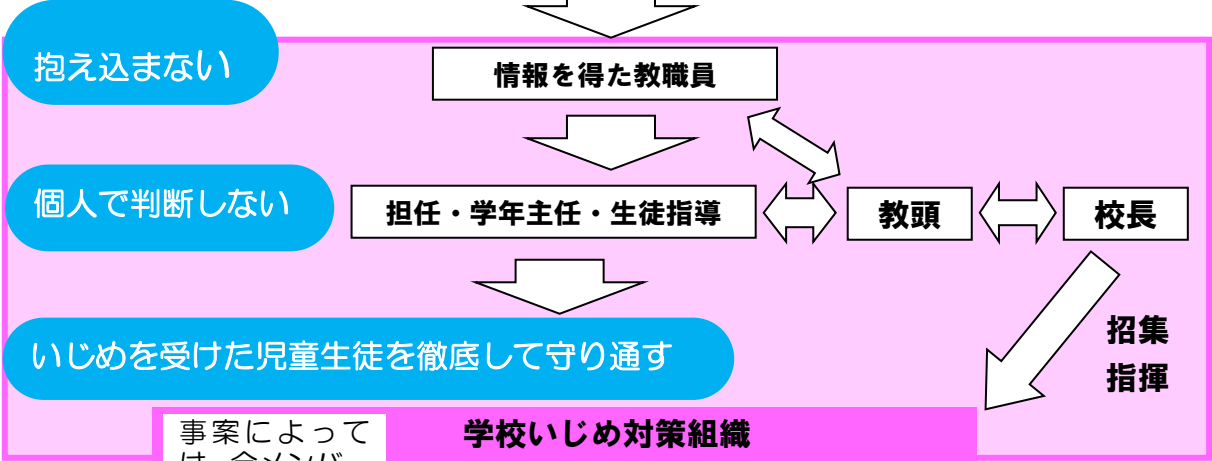 抱え込まない
情報を得た教職員
個人で判断しない
担任・学年主任・生徒指導
教頭
校長
いじめを受けた児童生徒を徹底して守り通す
招集
指揮
学校いじめ対策組織
事案によって